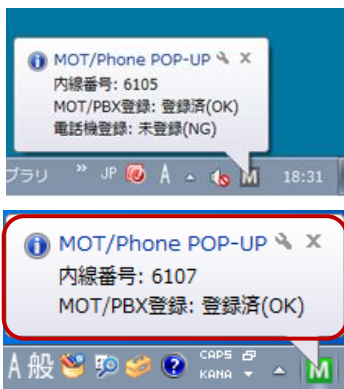 MOT/Phone POP-UP
内線番号: 6105
MOT/PBX登録: 登録済(OK)
電話機登録: 未登録(NG)
ブラリ » JP A M 18:31
MOT/Phone POP-UP
内線番号: 6107
MOT/PBX登録: 登録済(OK)
A 般 ? CAPS KANA M